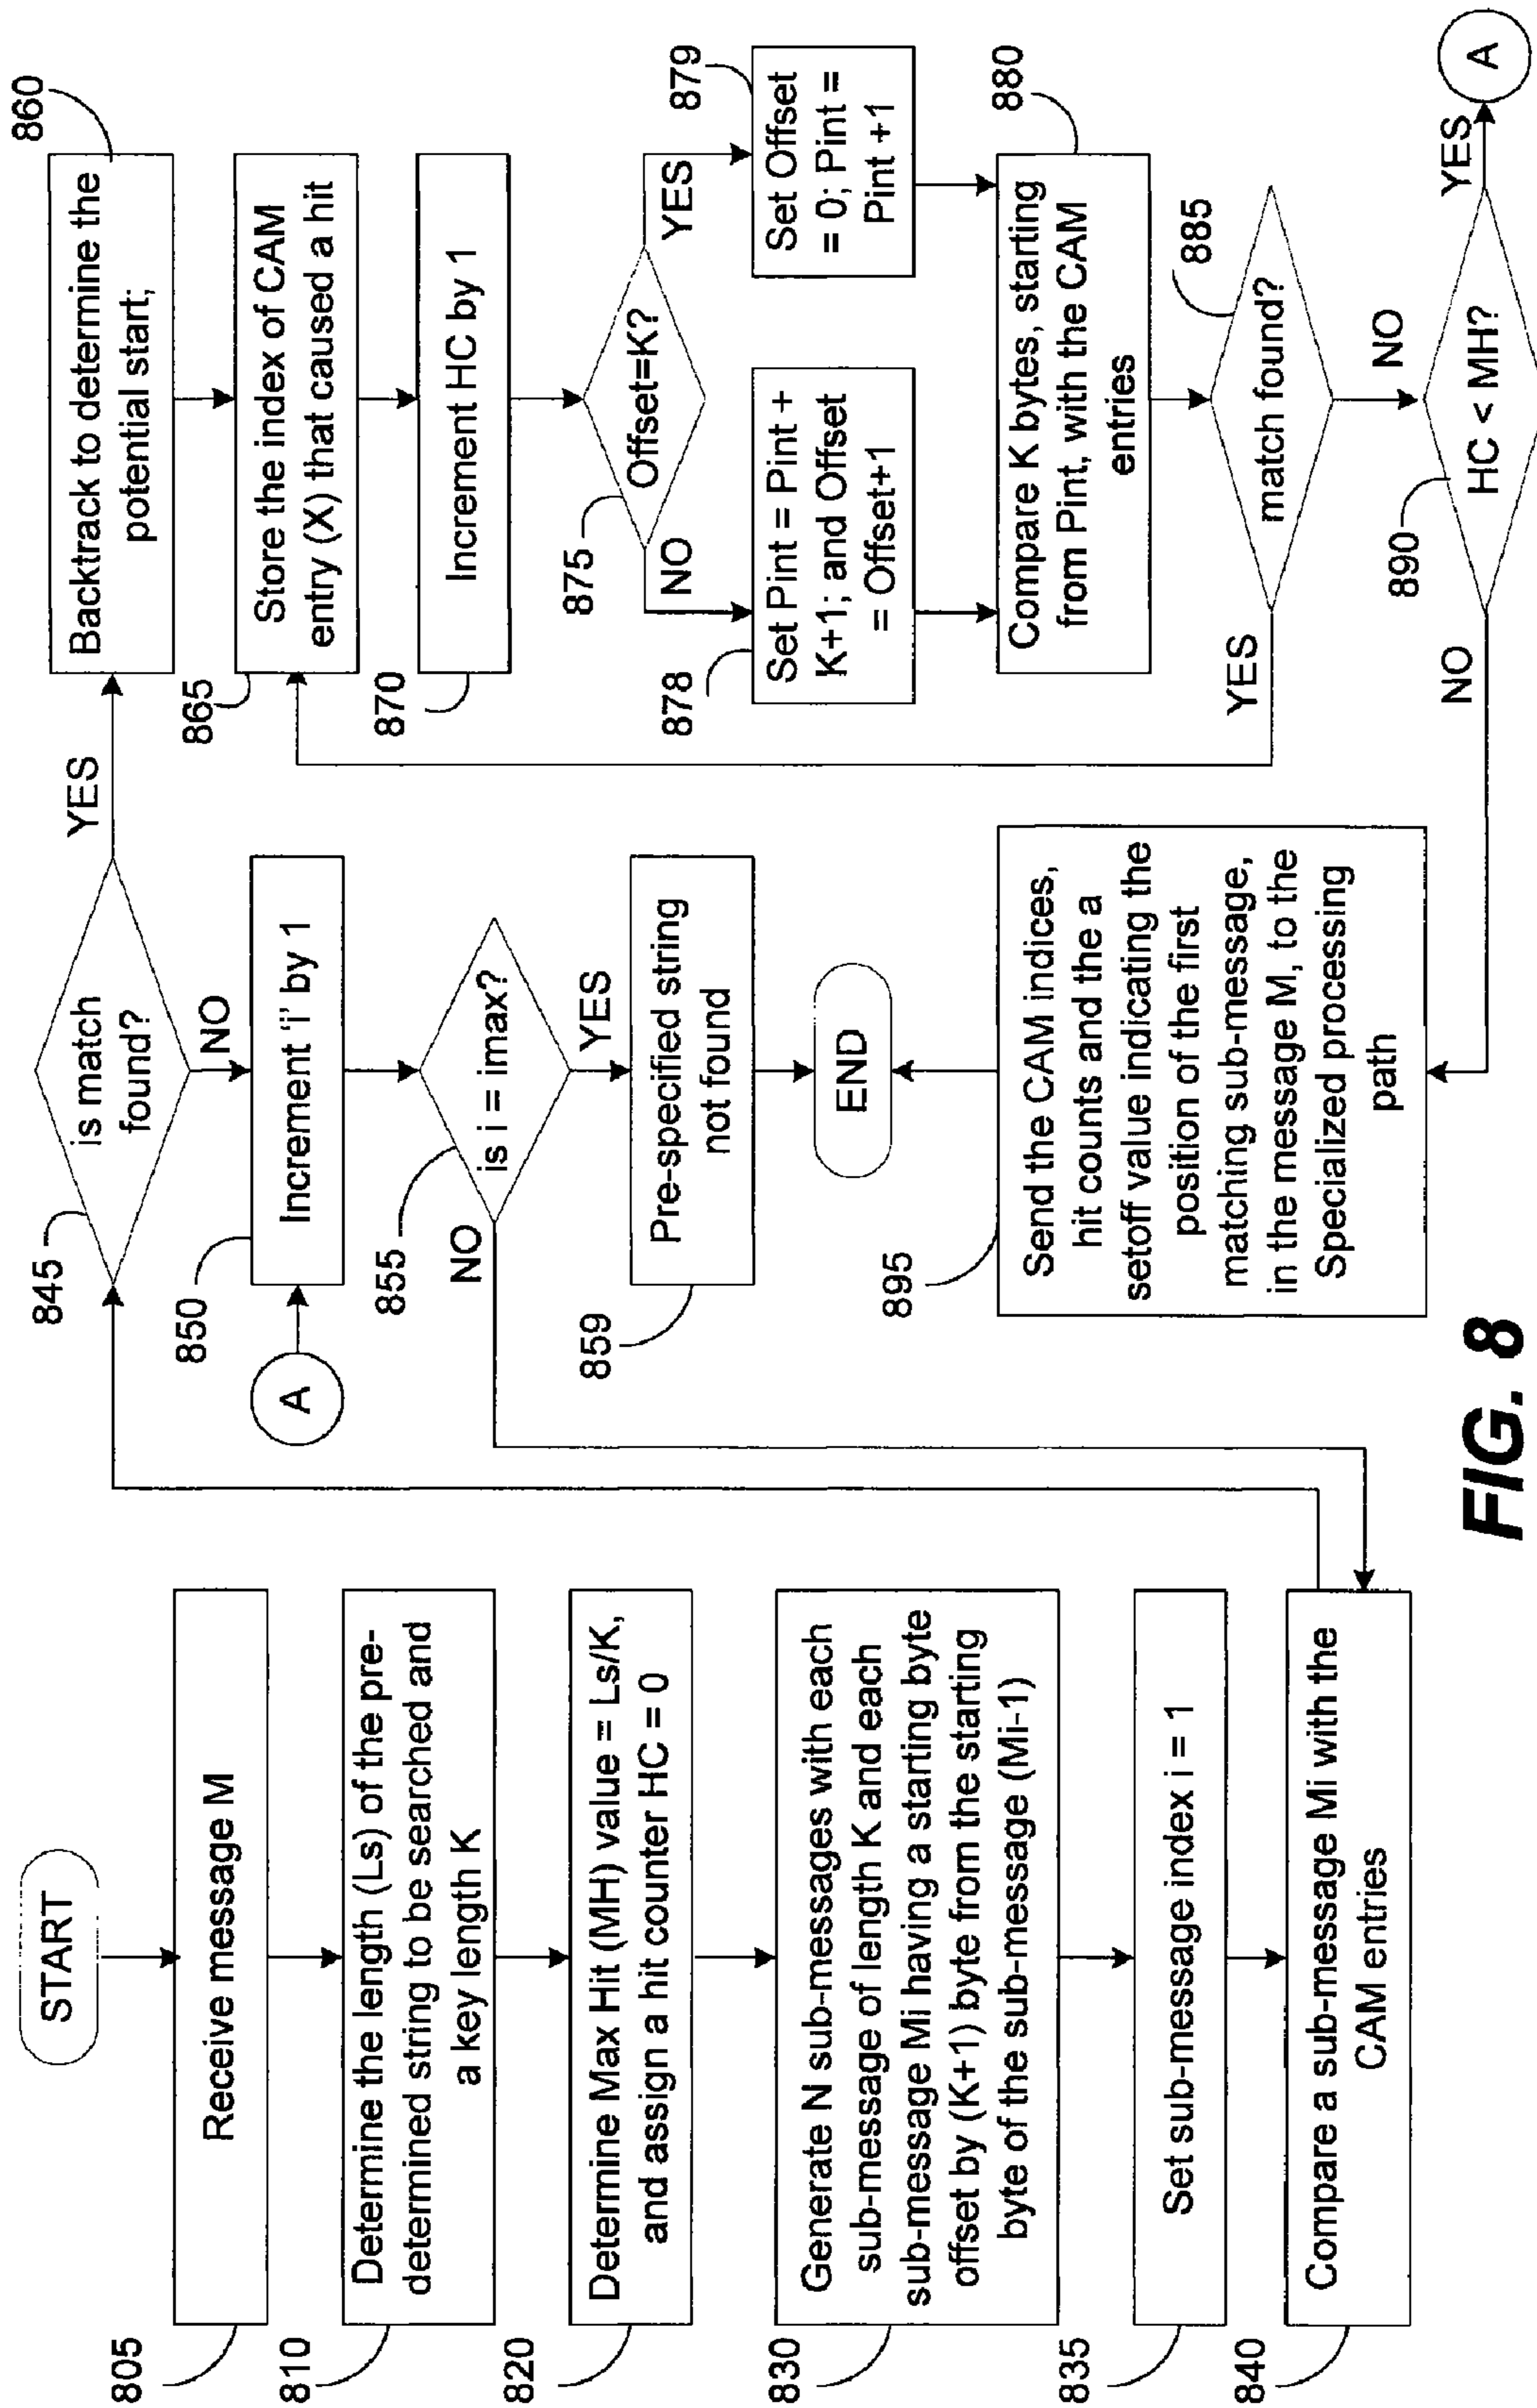 START
805
Receive message M
810
Determine the length (Ls) of the pre-
determined string to be searched and
a key length K
820
Determine Max Hit (MH) value = Ls/K,
and assign a hit counter HC = 0
830
Generate N sub-messages with each
sub-message of length K and each
sub-message Mi having a starting byte
offset by (K+1) byte from the starting
byte of the sub-message (Mi-1)
835
Set sub-message index i = 1
840
Compare a sub-message Mi with the
CAM entries
845
is match
found?
YES
NO
850
A
Increment 'i' by 1
855
is i = imax?
NO
YES
859
Pre-specified string
not found
END
895
Send the CAM indices,
hit counts and the a
setoff value indicating the
position of the first
matching sub-message,
in the message M, to the
Specialized processing
path
860
Backtrack to determine the
potential start;
865
Store the index of CAM
entry (X) that caused a hit
870
Increment HC by 1
875
Offset=K?
NO
YES
878
Set Pint = Pint +
K+1; and Offset
= Offset+1
879
Set Offset
= 0; Pint =
Pint +1
880
Compare K bytes, starting
from Pint, with the CAM
entries
885
match found?
YES
NO
890
HC < MH?
NO
YES
A
FIG. 8